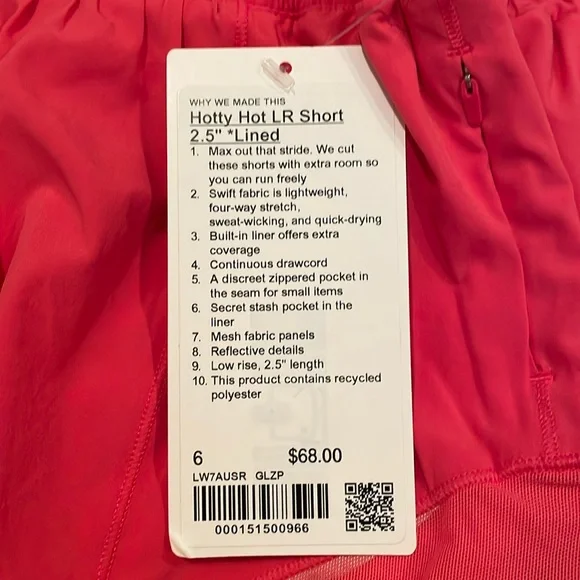 WHY WE MADE THIS
Hotty Hot LR Short
2.5" *Lined
1. Max out that stride. We cut
these shorts with extra room so
you can run freely
2. Swift fabric is lightweight,
four-way stretch,
sweat-wicking, and quick-drying
3. Built-in liner offers extra
coverage
4. Continuous drawcord
5. A discreet zippered pocket in
the seam for small items
6. Secret stash pocket in the
liner
7. Mesh fabric panels
8. Reflective details
9. Low rise, 2.5" length
10. This product contains recycled
polyester
6 $68.00
LW7AUSR GLZP
000151500966